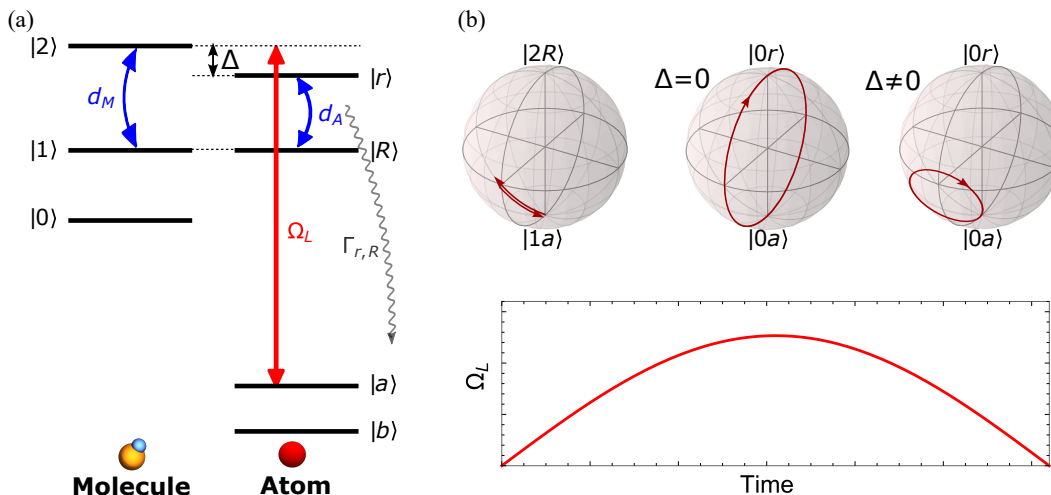 (a)
(b)
|2⟩
Δ
|r⟩
d_M
d_A
|1⟩
|R⟩
|0⟩
Ω_L
Γ_{r,R}
|a⟩
|b⟩
Molecule
Atom
|2R⟩
|0r⟩
|0r⟩
Δ=0
Δ≠0
|1a⟩
|0a⟩
|0a⟩
Ω_L
Time